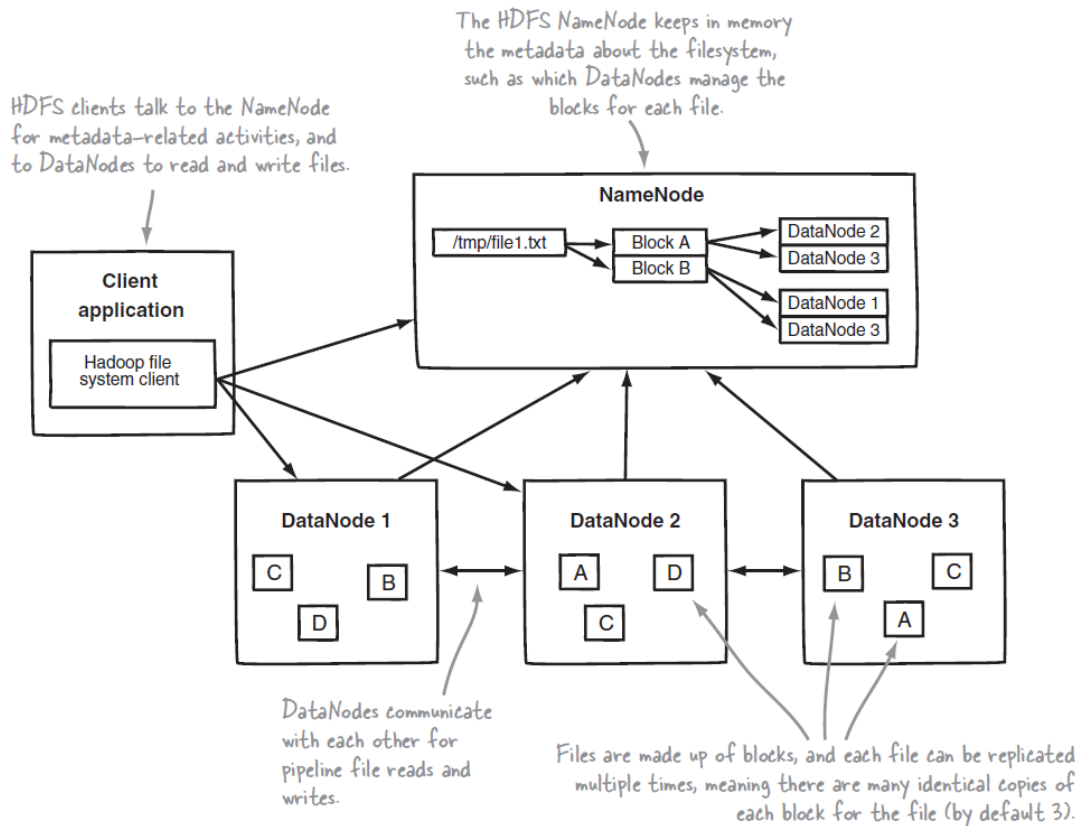 The HDFS NameNode keeps in memory
the metadata about the filesystem,
such as which DataNodes manage the
blocks for each file.
HDFS clients talk to the NameNode
for metadata-related activities, and
to DataNodes to read and write files.
NameNode
/tmp/file1.txt
Block A
Block B
DataNode 2
DataNode 3
DataNode 1
DataNode 3
Client
application
Hadoop file
system client
DataNode 1
C
B
D
DataNode 2
A
D
C
DataNode 3
B
C
A
DataNodes communicate
with each other for
pipeline file reads and
writes.
Files are made up of blocks, and each file can be replicated
multiple times, meaning there are many identical copies of
each block for the file (by default 3).